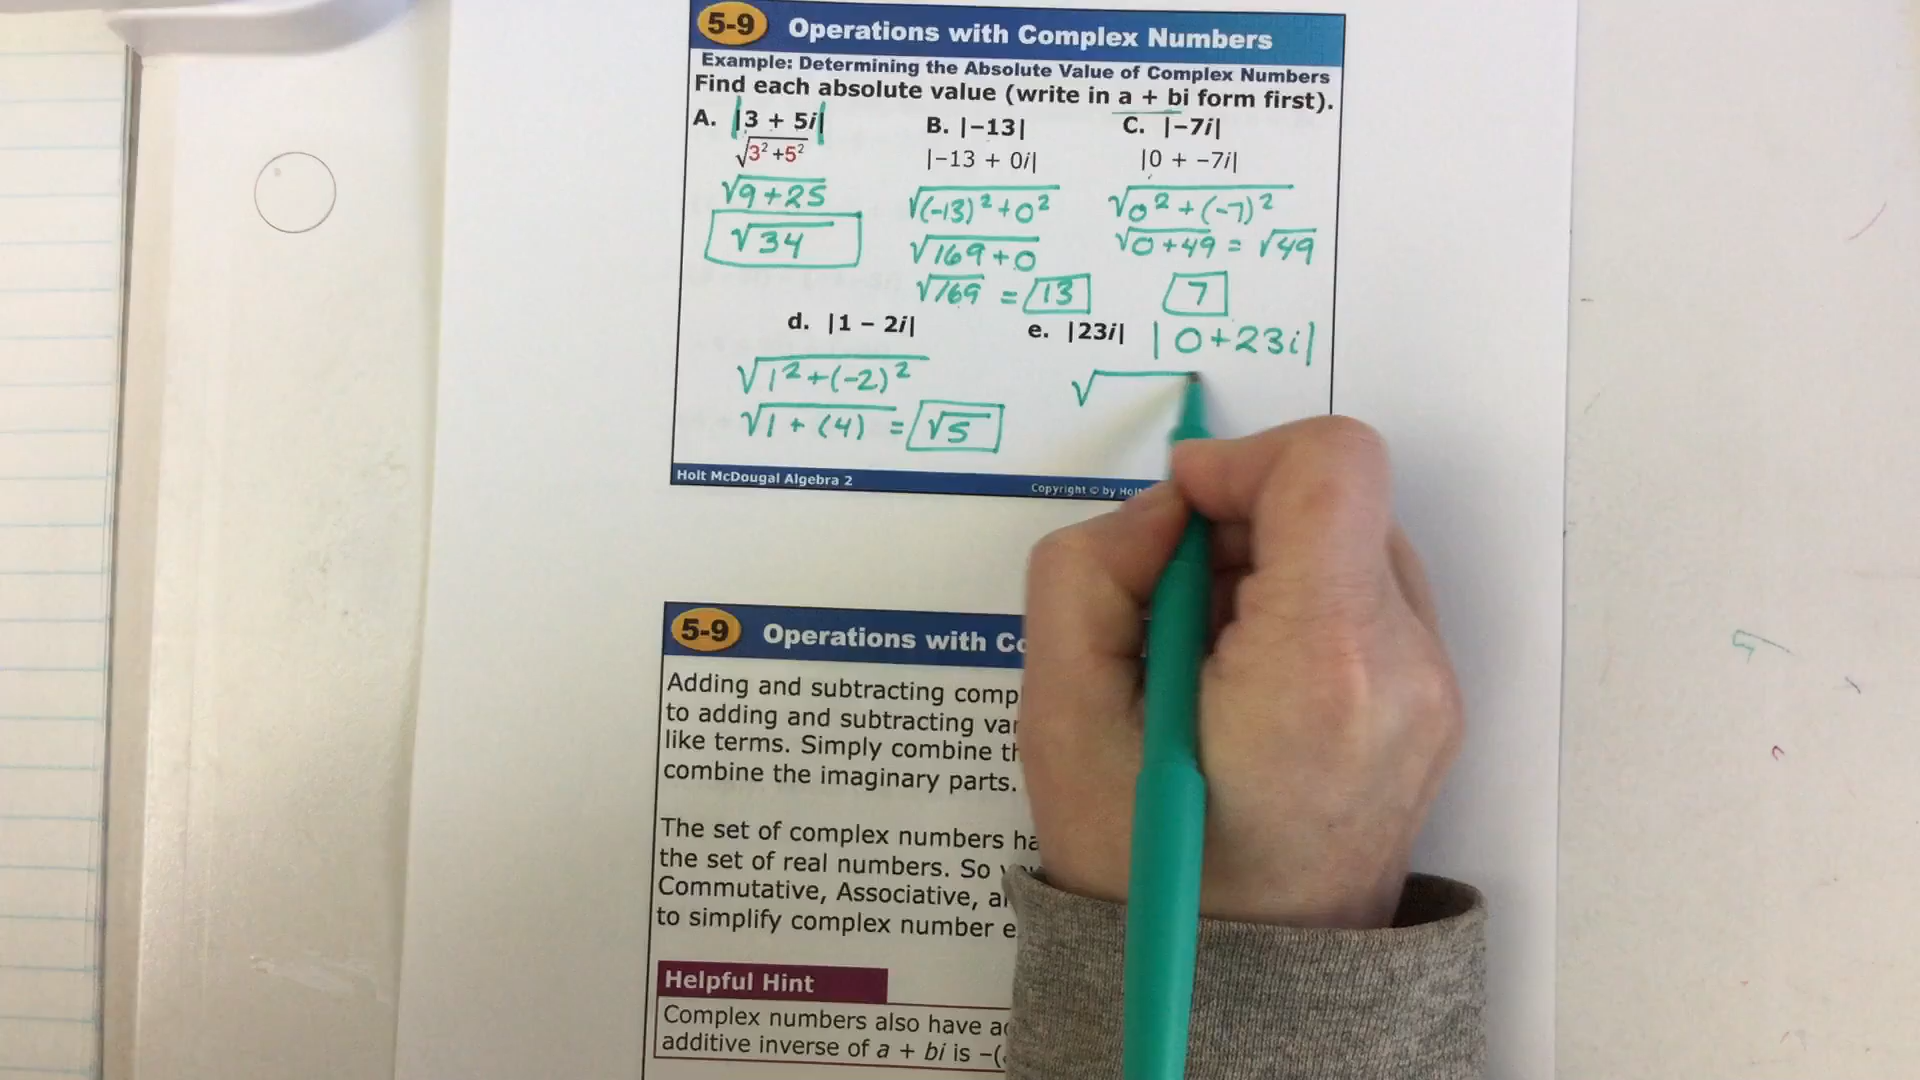 5-9 Operations with Complex Numbers
Example: Determining the Absolute Value of Complex Numbers
Find each absolute value (write in a + bi form first).
A. |3 + 5i|
√3² +5²
√9+25
√34
B. |−13|
|−13 + 0i|
√(-13)² + 0²
√169+0
√169 = 13
C. |−7i|
|0 + −7i|
√0² + (-7)²
√0+49 = √49
7
d. |1 − 2i|
√1² + (-2)²
√1 + (4) = √5
e. |23i| |0+23i|
√
Holt McDougal Algebra 2
Copyright © by
5-9 Operations with
Adding and subtracting
to adding and subtracting
like terms. Simply combine
combine the imaginary parts.
The set of complex numbers
the set of real numbers. So
Commutative, Associative,
to simplify complex number
Helpful Hint
Complex numbers also have
additive inverse of a + bi is −(